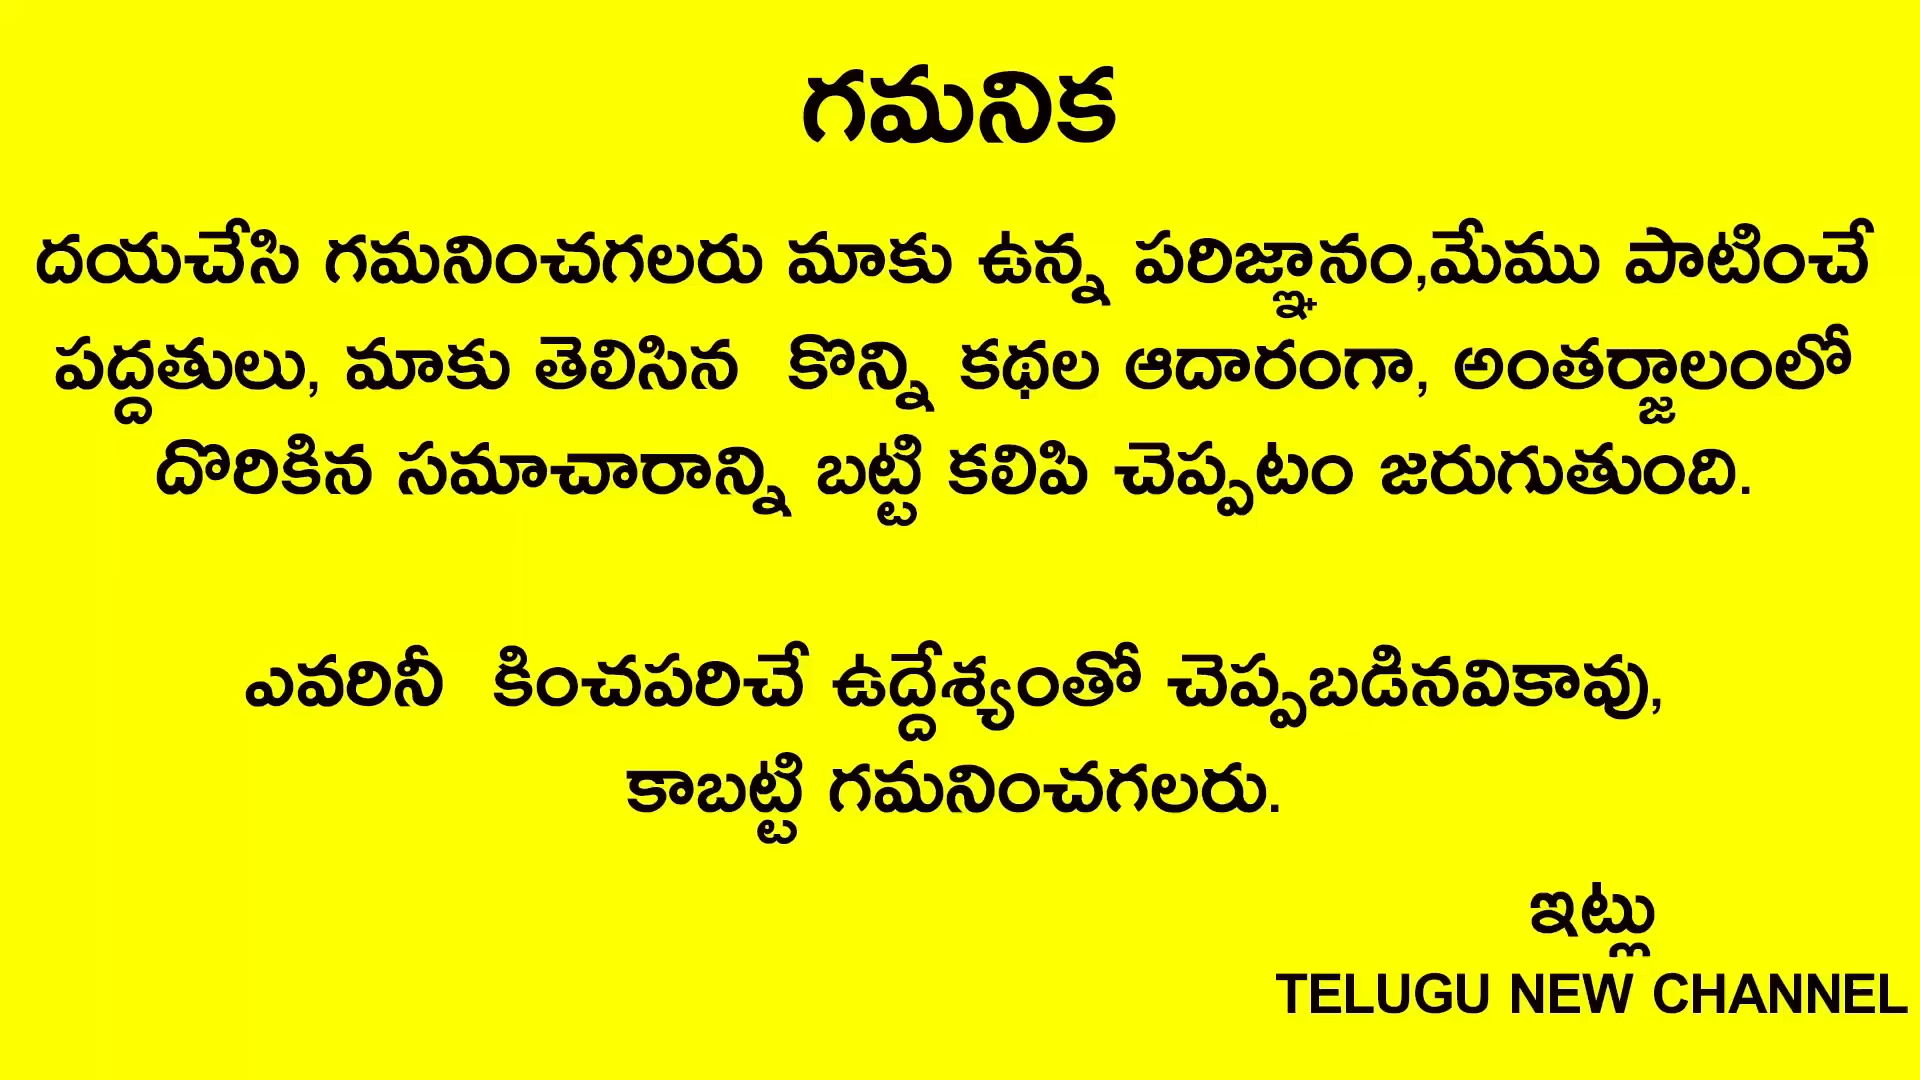 గమనిక
దయచేసి గమనించగలరు మాకు ఉన్న పరిజ్ఞానం,మేము పాటించే
పద్దతులు, మాకు తెలిసిన కొన్ని కథల ఆదారంగా, అంతర్జాలంలో
దొరికిన సమాచారాన్ని బట్టి కలిపి చెప్పటం జరుగుతుంది.
ఎవరినీ కించపరిచే ఉద్దేశ్యంతో చెప్పబడినవికావు,
కాబట్టి గమనించగలరు.
ఇట్లు
TELUGU NEW CHANNEL